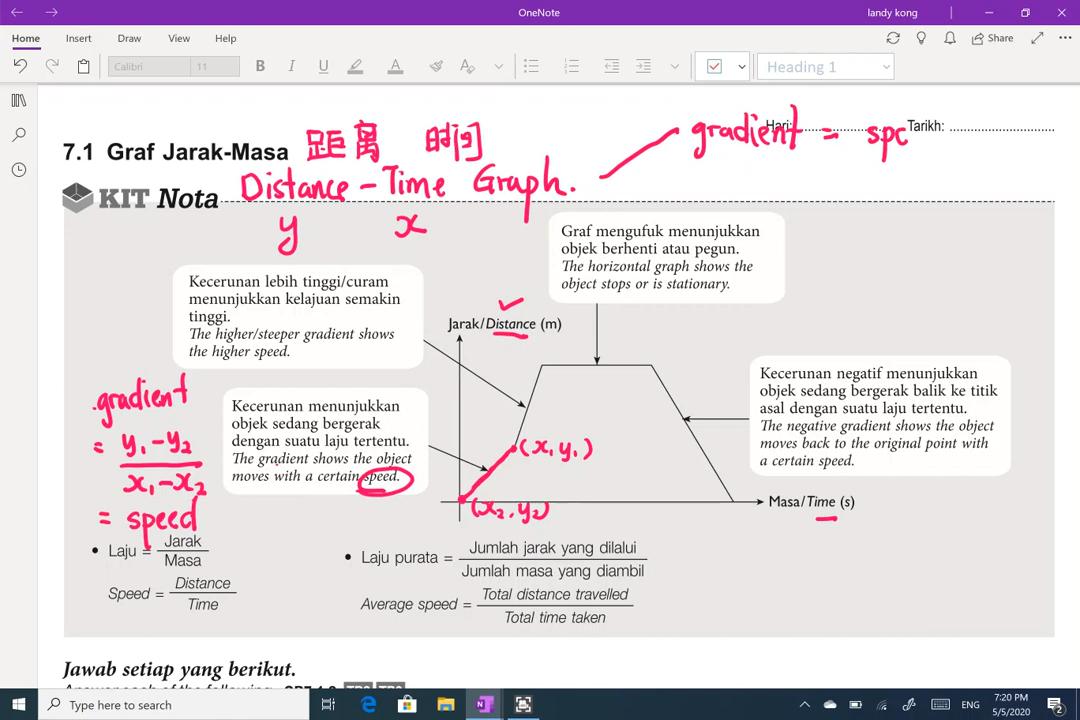 OneNote
landy kong
Home Insert Draw View Help
Share
Calibri 11 B I U A Heading 1
gradient = spc
Hari: Tarikh:
距离 时间
7.1 Graf Jarak-Masa
Distance - Time Graph.
KIT Nota
y x
Graf mengufuk menunjukkan
objek berhenti atau pegun.
The horizontal graph shows the
object stops or is stationary.
Kecerunan lebih tinggi/curam
menunjukkan kelajuan semakin
tinggi.
The higher/steeper gradient shows
the higher speed.
Jarak/Distance (m)
Kecerunan negatif menunjukkan
objek sedang bergerak balik ke titik
asal dengan suatu laju tertentu.
The negative gradient shows the object
moves back to the original point with
a certain speed.
gradient
= y₁-y₂
x₁-x₂
= speed
Kecerunan menunjukkan
objek sedang bergerak
dengan suatu laju tertentu.
The gradient shows the object
moves with a certain speed.
(x₁y₁)
(x₂,y₂)
Masa/Time (s)
• Laju = Jarak
Masa
Speed = Distance
Time
• Laju purata = Jumlah jarak yang dilalui
Jumlah masa yang diambil
Average speed = Total distance travelled
Total time taken
Jawab setiap yang berikut.
Answer each of the following.
Type here to search
ENG
7:20 PM
5/5/2020
2